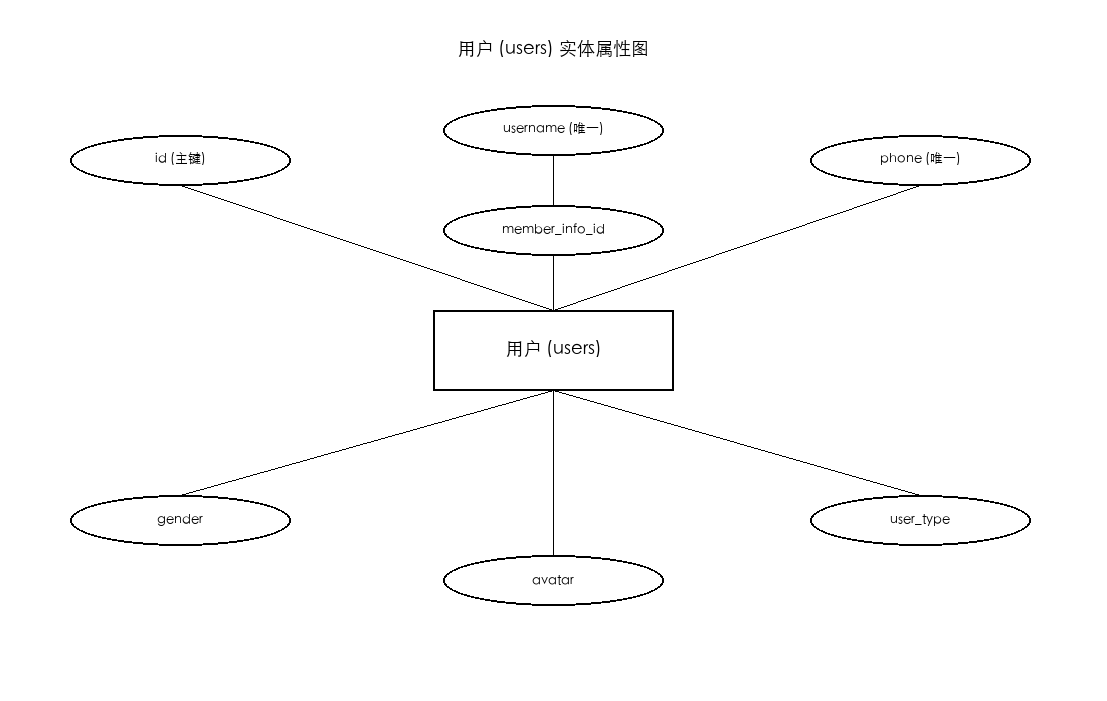 用户 (users) 实体属性图
username (唯一)
id (主键)
phone (唯一)
member_info_id
用户 (users)
gender
user_type
avatar